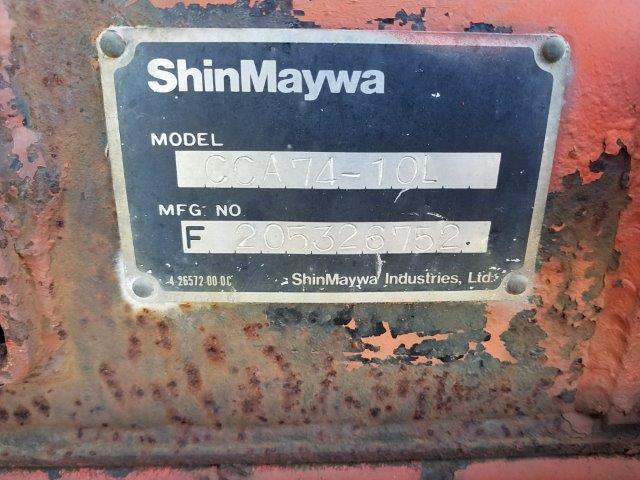 ShinMaywa
MODEL
CCA74-10L
MFG NO
F 205326752
4 26572-00-0C
ShinMaywa Industries, Ltd.